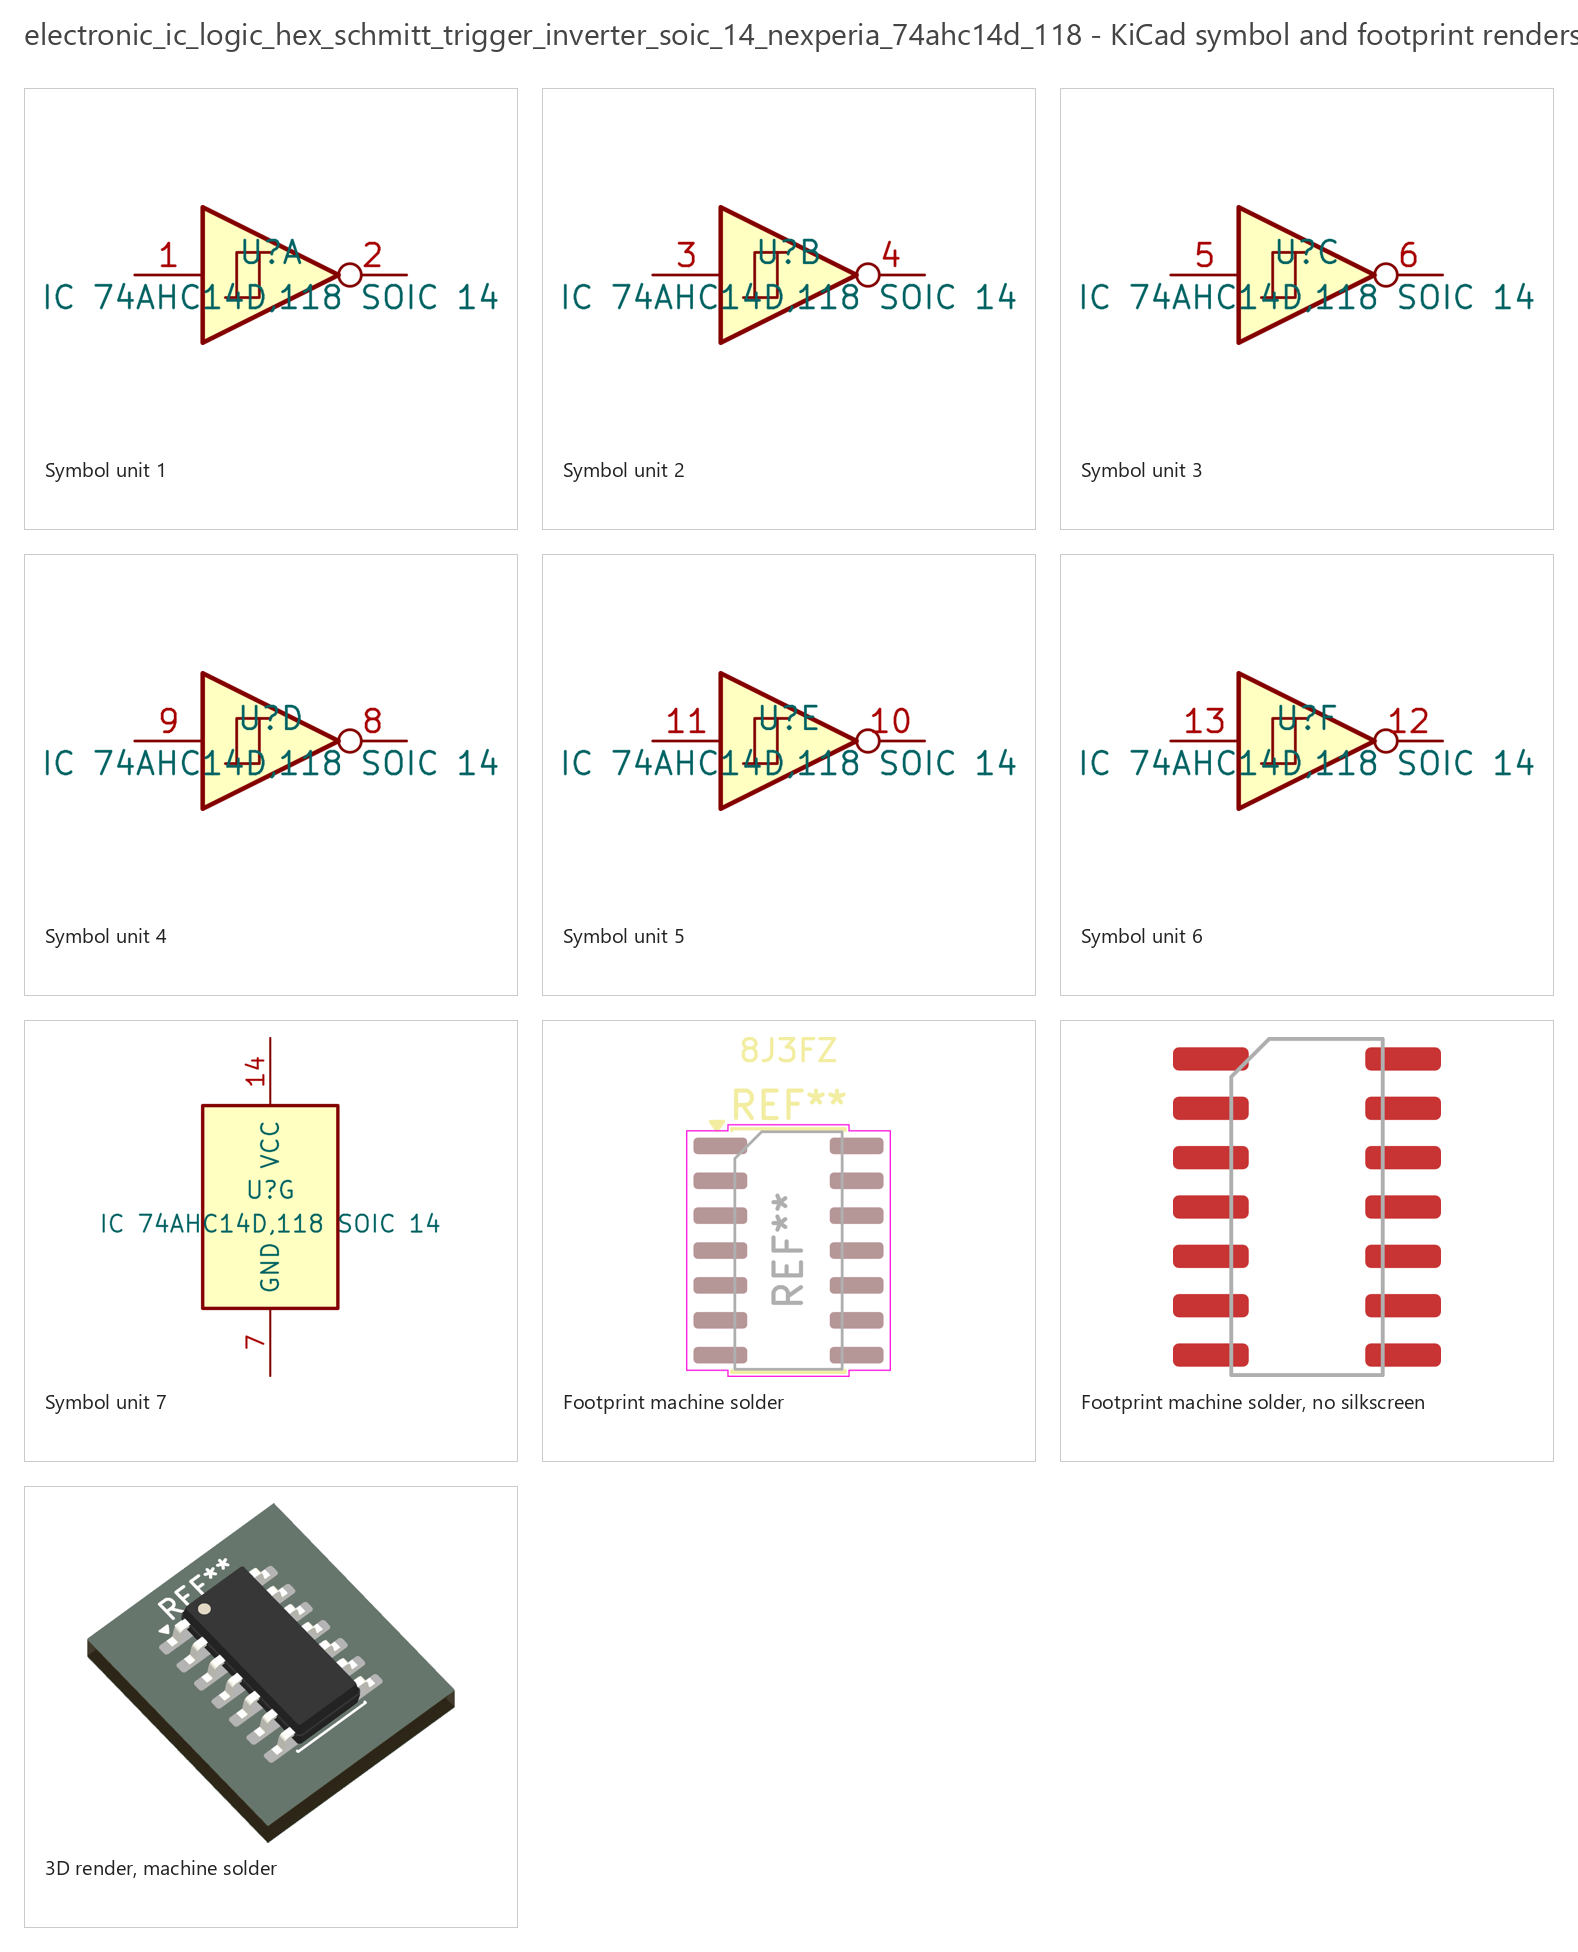 electronic_ic_logic_hex_schmitt_trigger_inverter_soic_14_nexperia_74ahc14d_118 - KiCad symbol and footprint renders
1
U?A
2
IC 74AHC14D,118 SOIC 14
Symbol unit 1
3
U?B
4
IC 74AHC14D,118 SOIC 14
Symbol unit 2
5
U?C
6
IC 74AHC14D,118 SOIC 14
Symbol unit 3
9
U?D
8
IC 74AHC14D,118 SOIC 14
Symbol unit 4
11
U?E
10
IC 74AHC14D,118 SOIC 14
Symbol unit 5
13
U?F
12
IC 74AHC14D,118 SOIC 14
Symbol unit 6
14
VCC
U?G
IC 74AHC14D,118 SOIC 14
GND
7
Symbol unit 7
8J3FZ
REF**
REF**
Footprint machine solder
Footprint machine solder, no silkscreen
REF**
3D render, machine solder